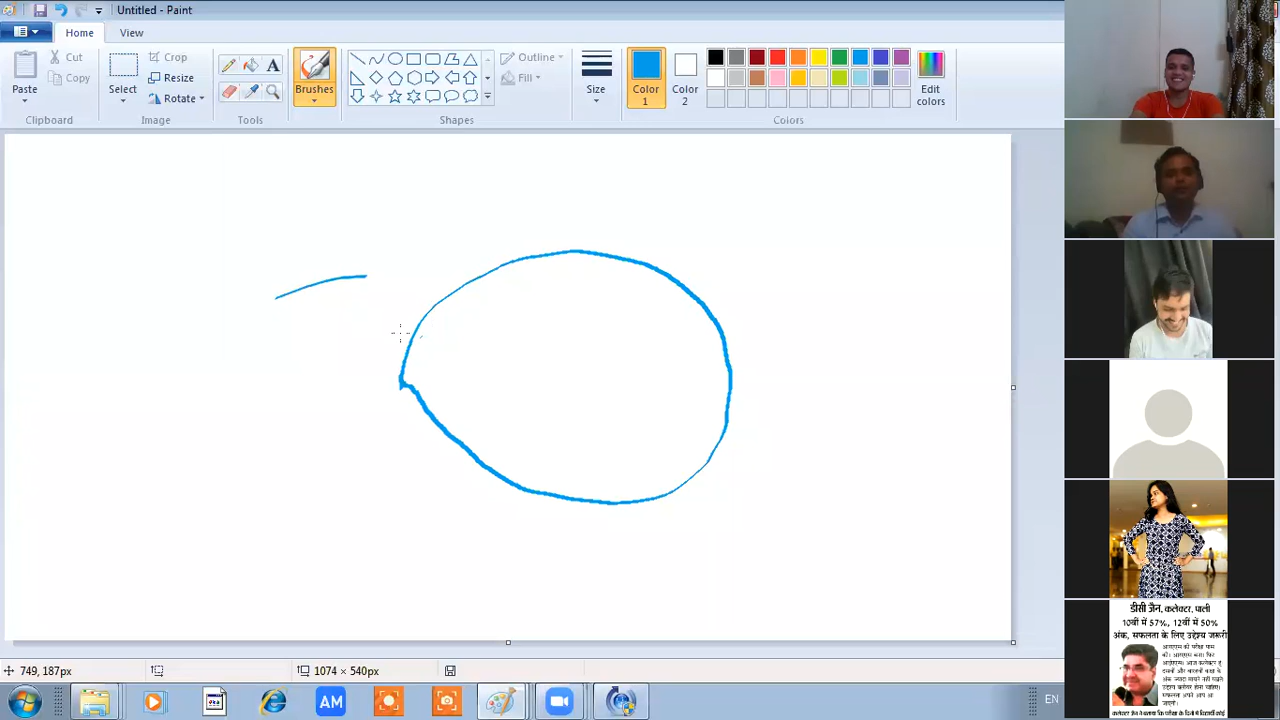 Untitled - Paint
Home
View
Paste
Cut
Copy
Clipboard
Select
Crop
Resize
Rotate
Image
A
Tools
Brushes
Shapes
Outline
Fill
Size
Color 1
Color 2
Edit colors
Colors
749, 187px
1074 × 540px
AM
EN
डीसी जैन, कलेक्टर, पाली
10वीं में 57%, 12वीं में 50%
अंक, सफलता के लिए उद्देश्य जरूरी